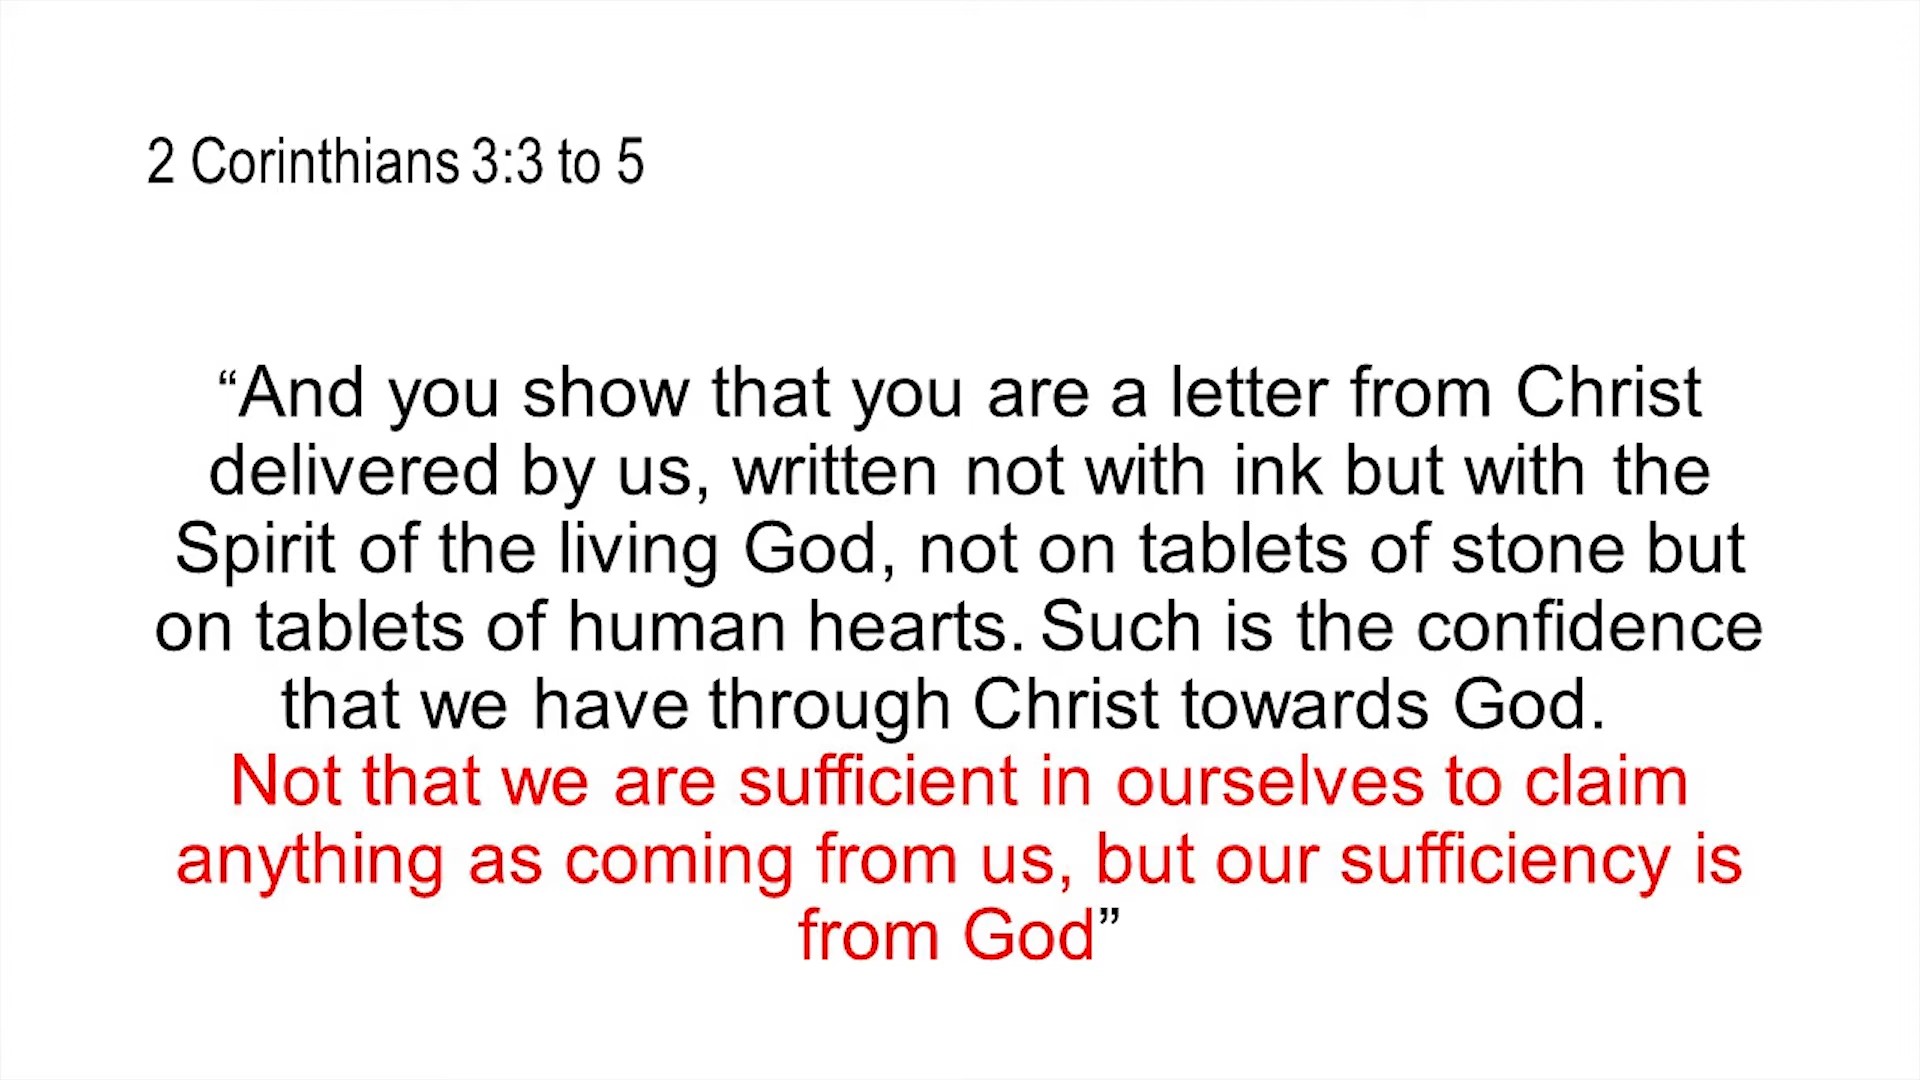 2 Corinthians 3:3 to 5
“And you show that you are a letter from Christ
delivered by us, written not with ink but with the
Spirit of the living God, not on tablets of stone but
on tablets of human hearts. Such is the confidence
that we have through Christ towards God.
Not that we are sufficient in ourselves to claim
anything as coming from us, but our sufficiency is
from God”